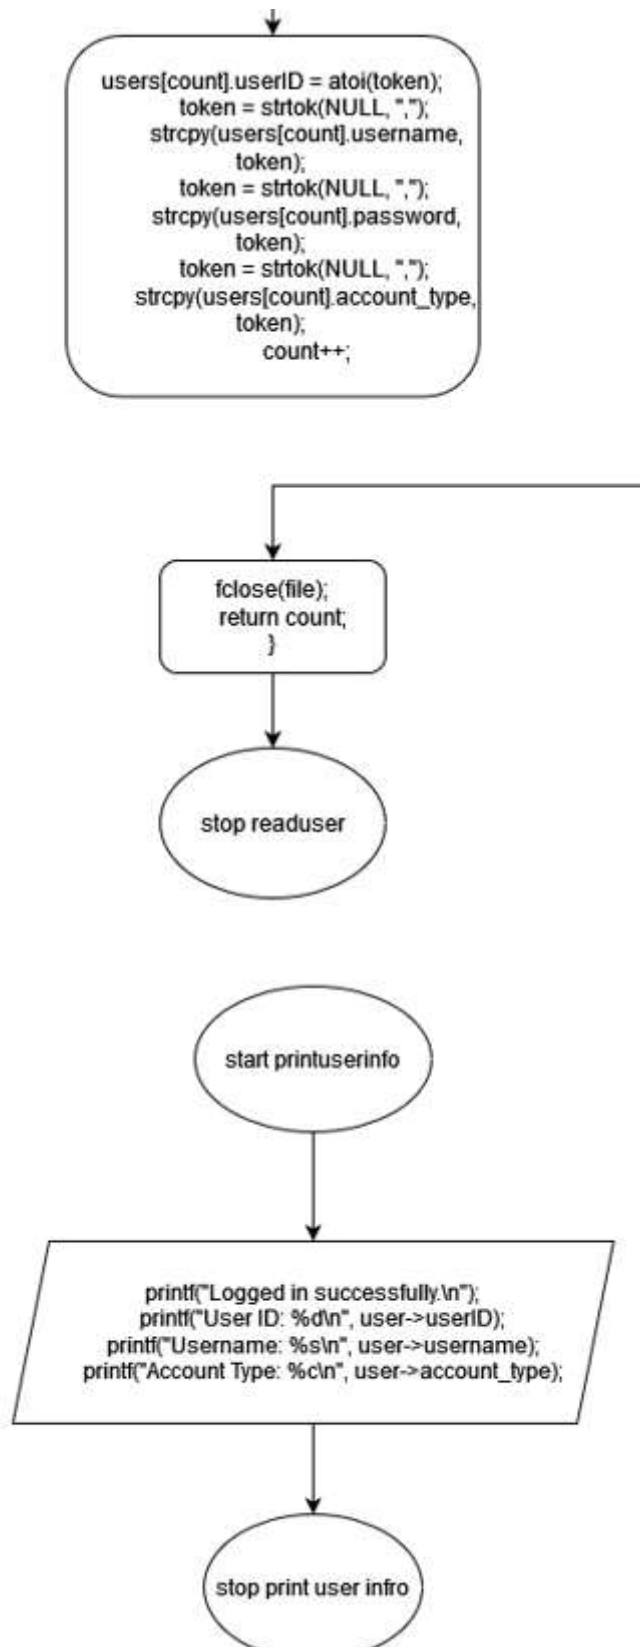 users[count].userID = atoi(token);
token = strtok(NULL, ",");
strcpy(users[count].username,
token);
token = strtok(NULL, ",");
strcpy(users[count].password,
token);
token = strtok(NULL, ",");
strcpy(users[count].account_type,
token);
count++;
fclose(file);
return count;
}
stop readuser
start printuserinfo
printf("Logged in successfully.\n");
printf("User ID: %d\n", user->userID);
printf("Username: %s\n", user->username);
printf("Account Type: %c\n", user->account_type);
stop print user infro